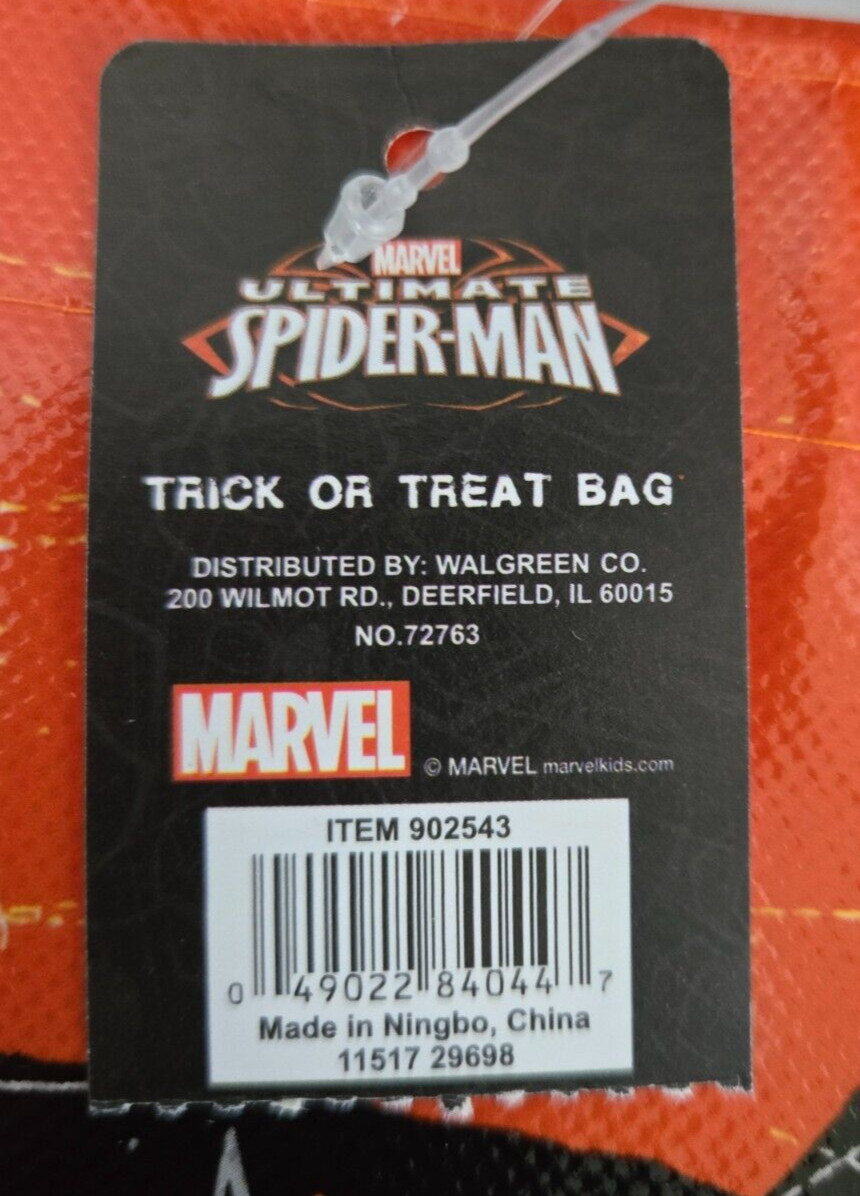 MARVEL
ULTIMATE
SPIDER-MAN
TRICK OR TREAT BAG
DISTRIBUTED BY: WALGREEN CO.
200 WILMOT RD., DEERFIELD, IL 60015
NO.72763
MARVEL
© MARVEL marvelkids.com
ITEM 902543
0 49022 84044 7
Made in Ningbo, China
11517 29698